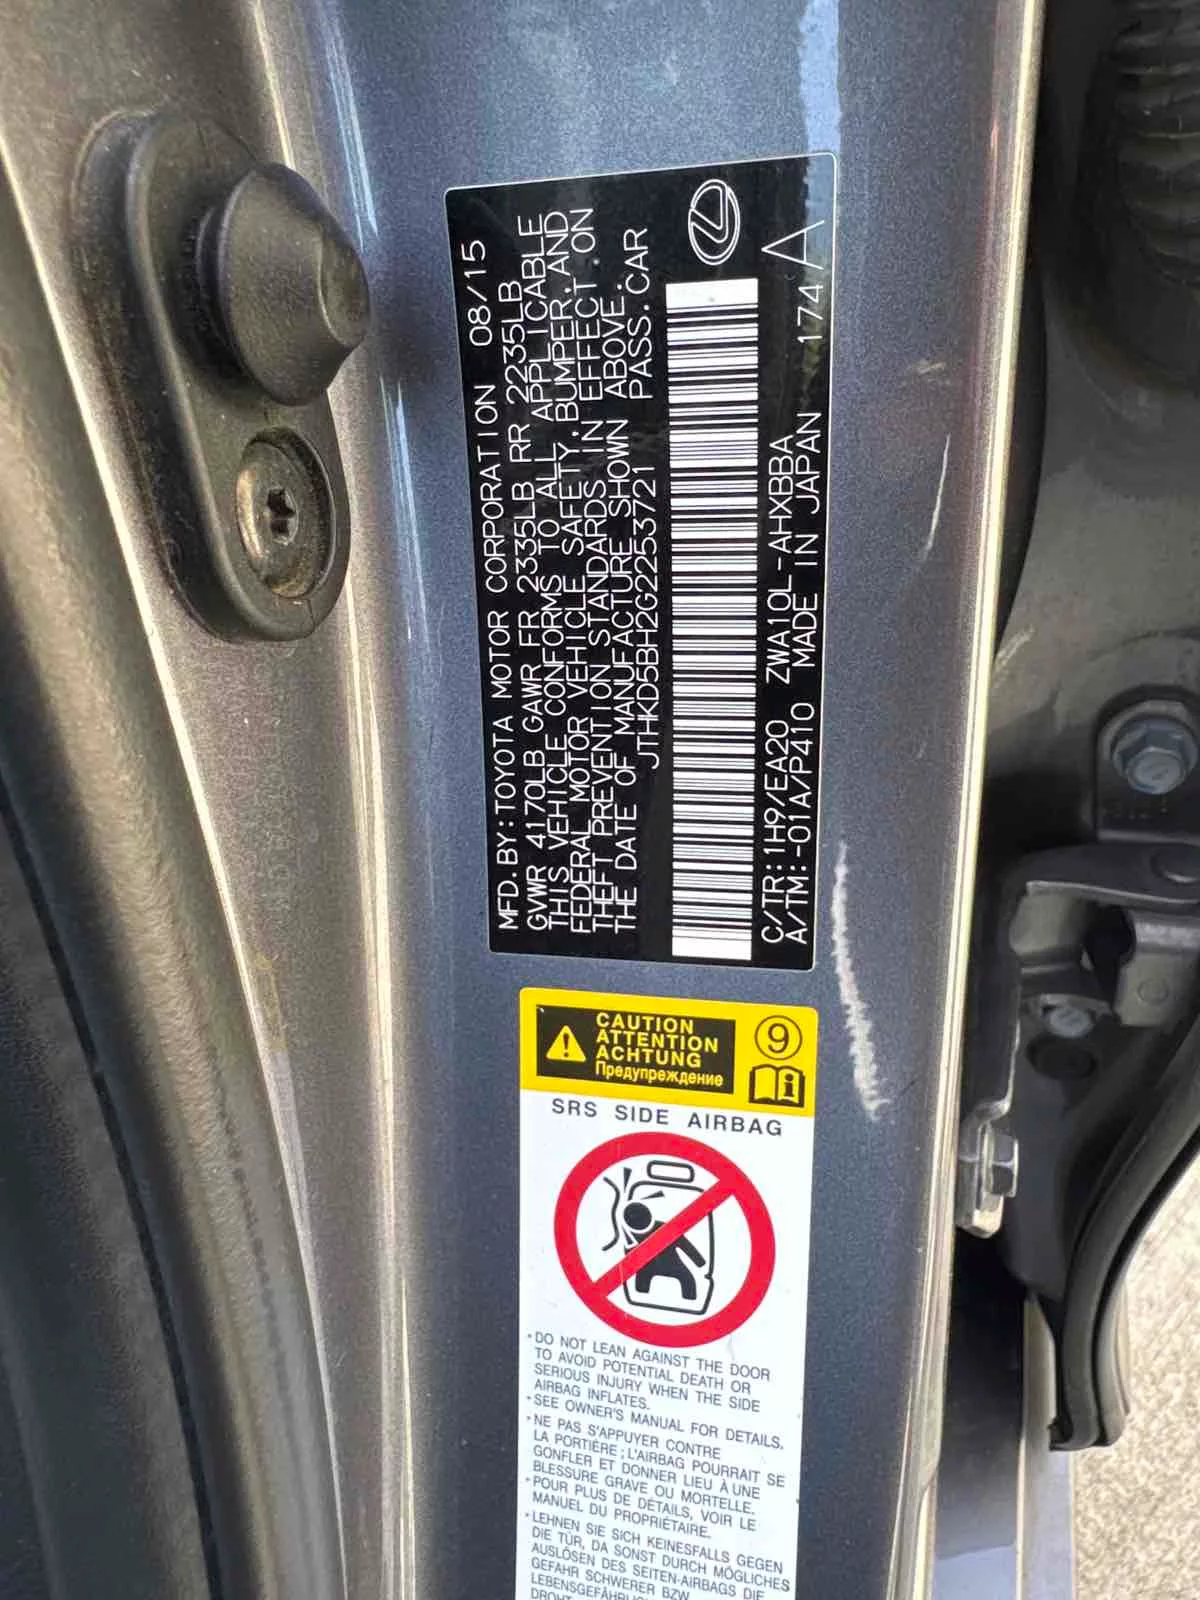 MFD.BY:TOYOTA MOTOR CORPORATION 08/15
GVWR 4170LB GAWR FR 2335LB RR 2235LB
THIS VEHICLE CONFORMS TO ALL APPLICABLE
FEDERAL MOTOR VEHICLE SAFETY,BUMPER,AND
THEFT PREVENTION STANDARDS IN EFFECT ON
THE DATE OF MANUFACTURE SHOWN ABOVE.
JTHKD5BH2G2253721 PASS.CAR
C/TR:1H9/EA20 ZWA10L-AHXBBA 174A
A/TM:-01A/P410 MADE IN JAPAN
CAUTION
ATTENTION
ACHTUNG
Предупреждение
9
i
SRS SIDE AIRBAG
•DO NOT LEAN AGAINST THE DOOR
TO AVOID POTENTIAL DEATH OR
SERIOUS INJURY WHEN THE SIDE
AIRBAG INFLATES.
•SEE OWNER'S MANUAL FOR DETAILS.
•NE PAS S'APPUYER CONTRE
LA PORTIÈRE ; L'AIRBAG POURRAIT SE
GONFLER ET DONNER LIEU À UNE
BLESSURE GRAVE OU MORTELLE.
•POUR PLUS DE DÉTAILS, VOIR LE
MANUEL DU PROPRIÉTAIRE.
•LEHNEN SIE SICH KEINESFALLS GEGEN
DIE TÜR, DA SONST DURCH MÖGLICHES
AUSLÖSEN DES SEITEN-AIRBAGS DIE
GEFAHR SCHWERER BZW.